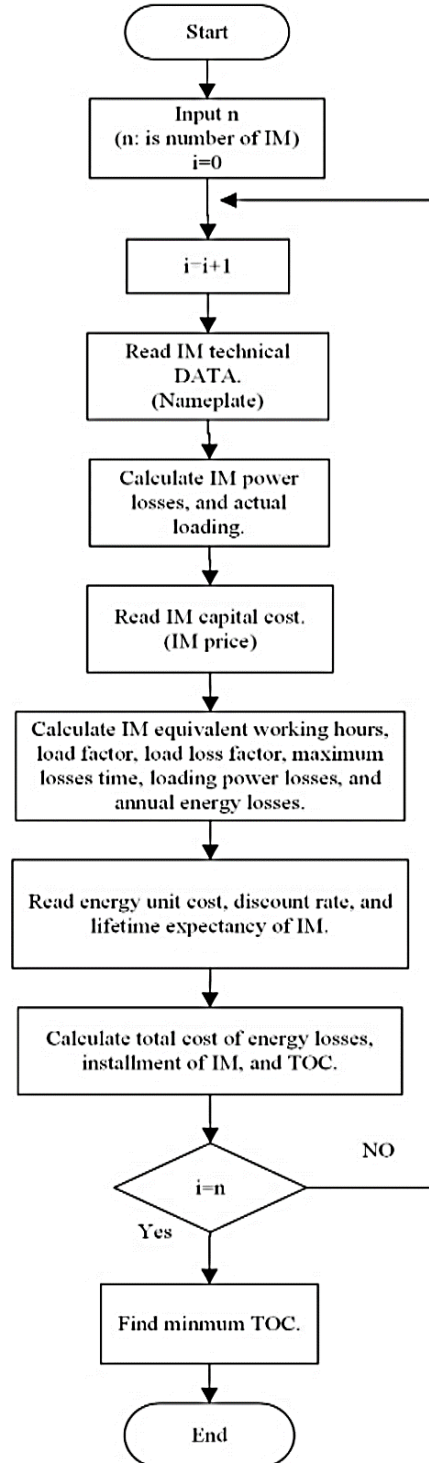 Start
Input n
(n: is number of IM)
i=0
i=i+1
Read IM technical
DATA.
(Nameplate)
Calculate IM power
losses, and actual
loading.
Read IM capital cost.
(IM price)
Calculate IM equivalent working hours,
load factor, load loss factor, maximum
losses time, loading power losses, and
annual energy losses.
Read energy unit cost, discount rate, and
lifetime expectancy of IM.
Calculate total cost of energy losses,
installment of IM, and TOC.
NO
i=n
Yes
Find minmum TOC.
End